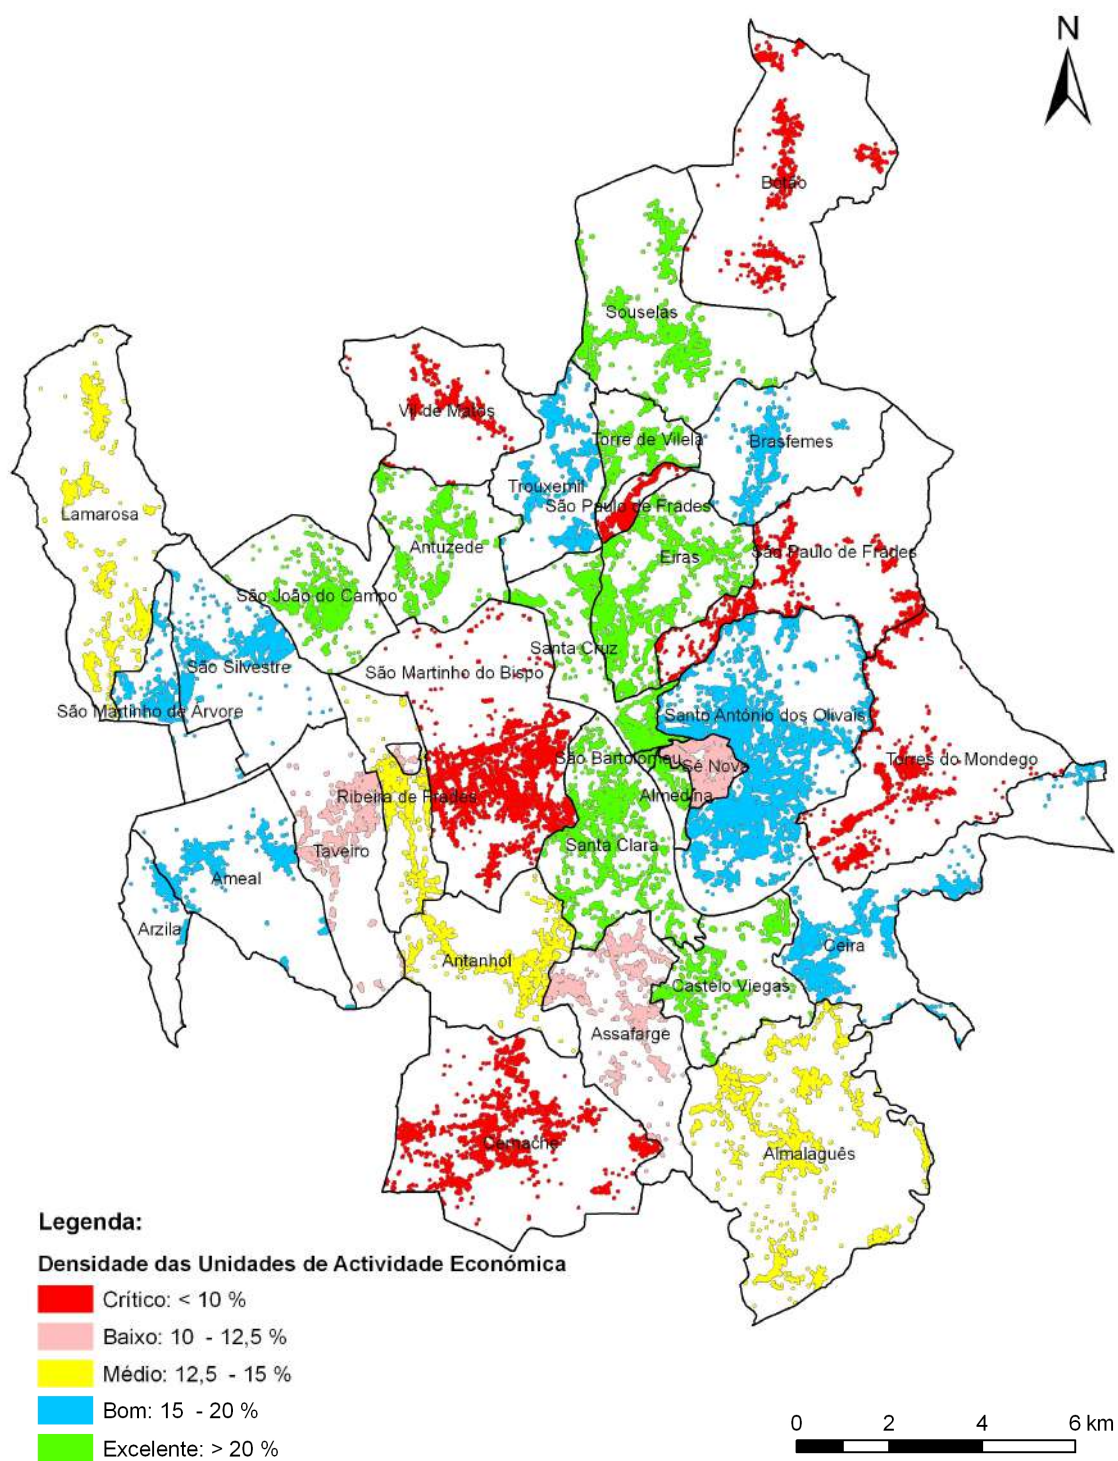 N
Botão
Souselas
Vil de Matos
Torre de Vilela
Brasfemes
Trouxemil
São Paulo de Frades
Lamarosa
Antuzede
Eiras
São Paulo de Frades
São João do Campo
Santa Cruz
São Silvestre
São Martinho do Bispo
São Martinho de Árvore
Santo António dos Olivais
São Bartolomeu
Sé Nova
Torres do Mondego
Ribeira de Frades
Almedina
Taveiro
Santa Clara
Ameal
Arzila
Ceira
Antanhol
Castelo Viegas
Assafarge
Cernache
Almalaguês
Legenda:
Densidade das Unidades de Actividade Económica
Crítico: < 10 %
Baixo: 10 - 12,5 %
Médio: 12,5 - 15 %
Bom: 15 - 20 %
Excelente: > 20 %
0 2 4 6 km